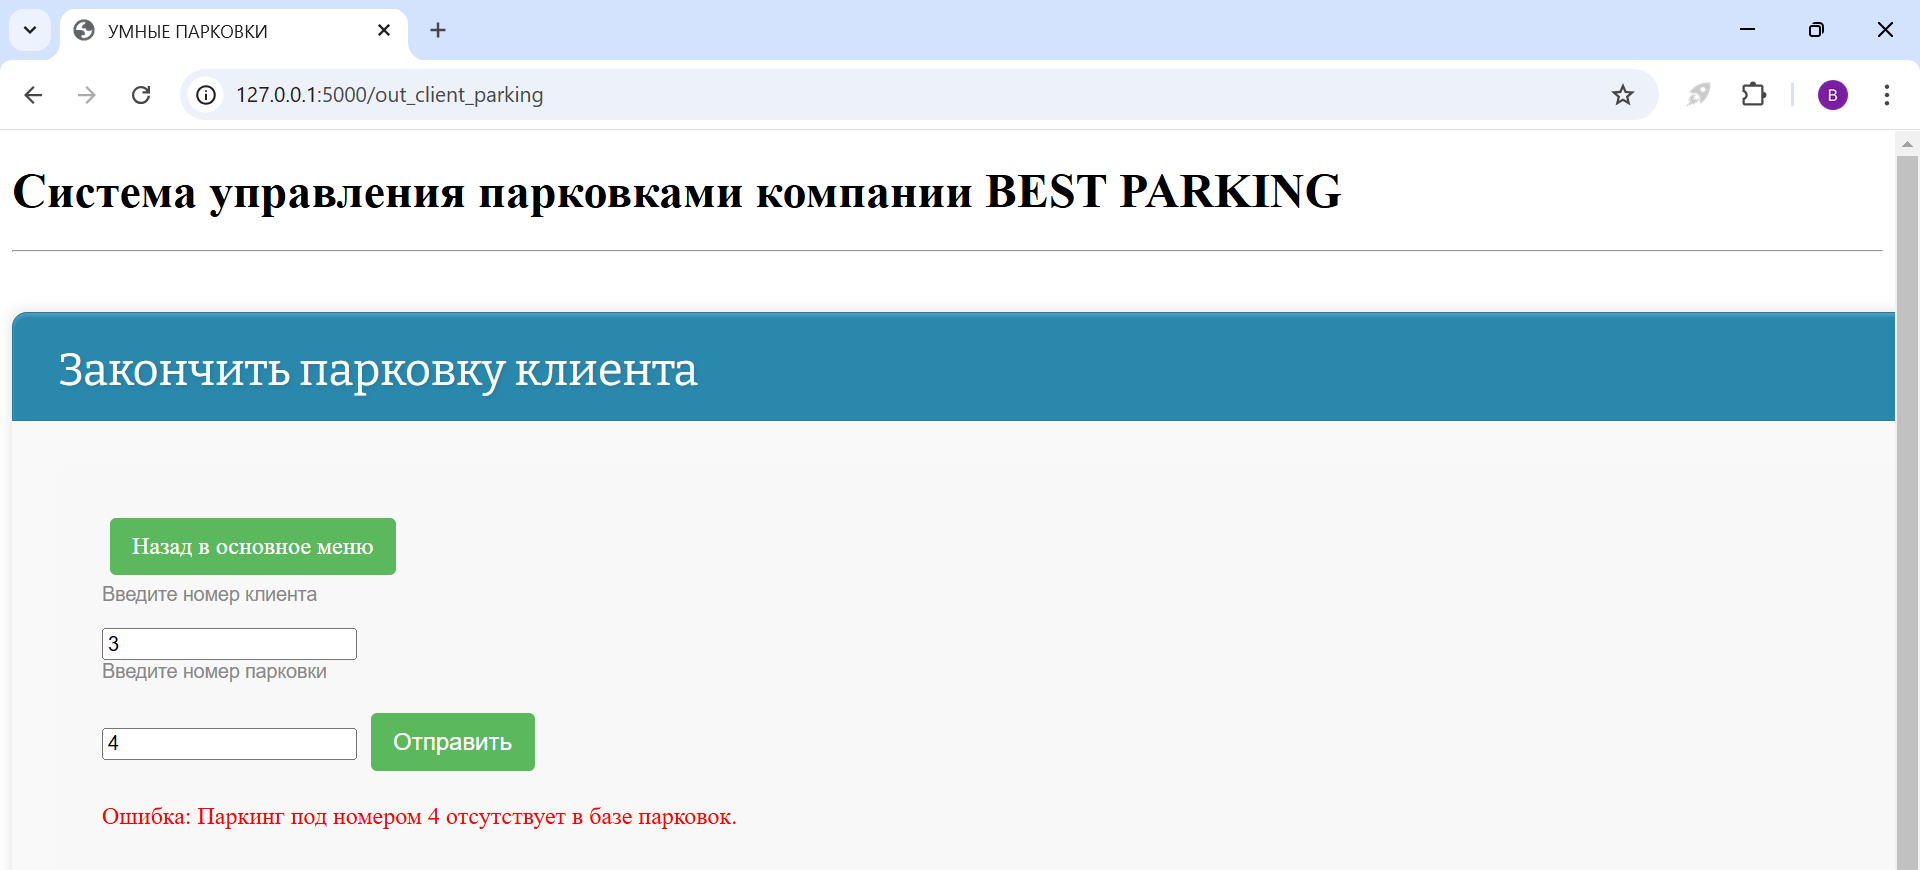 УМНЫЕ ПАРКОВКИ
127.0.0.1:5000/out_client_parking
B
Система управления парковками компании BEST PARKING
Закончить парковку клиента
Назад в основное меню
Введите номер клиента
3
Введите номер парковки
4 Отправить
Ошибка: Паркинг под номером 4 отсутствует в базе парковок.